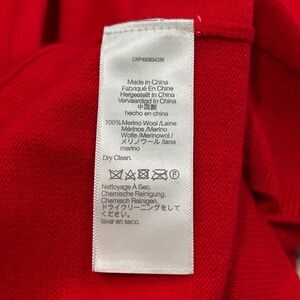 Made in China
Fabriqué En Chine
Hergestellt in China
Vervaardigd In China
中国製
hecho en china
100% Merino Wool /Laine
Mérinos /Merino
Wolle /Merinowol /
メリノウール /lana
merino
Dry Clean.
Nettoyage À Sec.
Chemische Reinigung.
Chemisch Reinigen.
ドライクリーニングをして
ください.
lavar en seco.